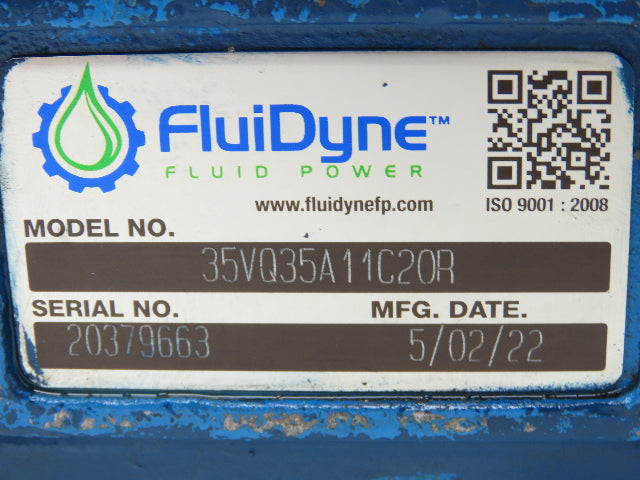 FluiDyne™
FLUID POWER
www.fluidynefp.com
ISO 9001 : 2008
MODEL NO.
35VQ35A11C20R
SERIAL NO. MFG. DATE.
20379663 5/02/22